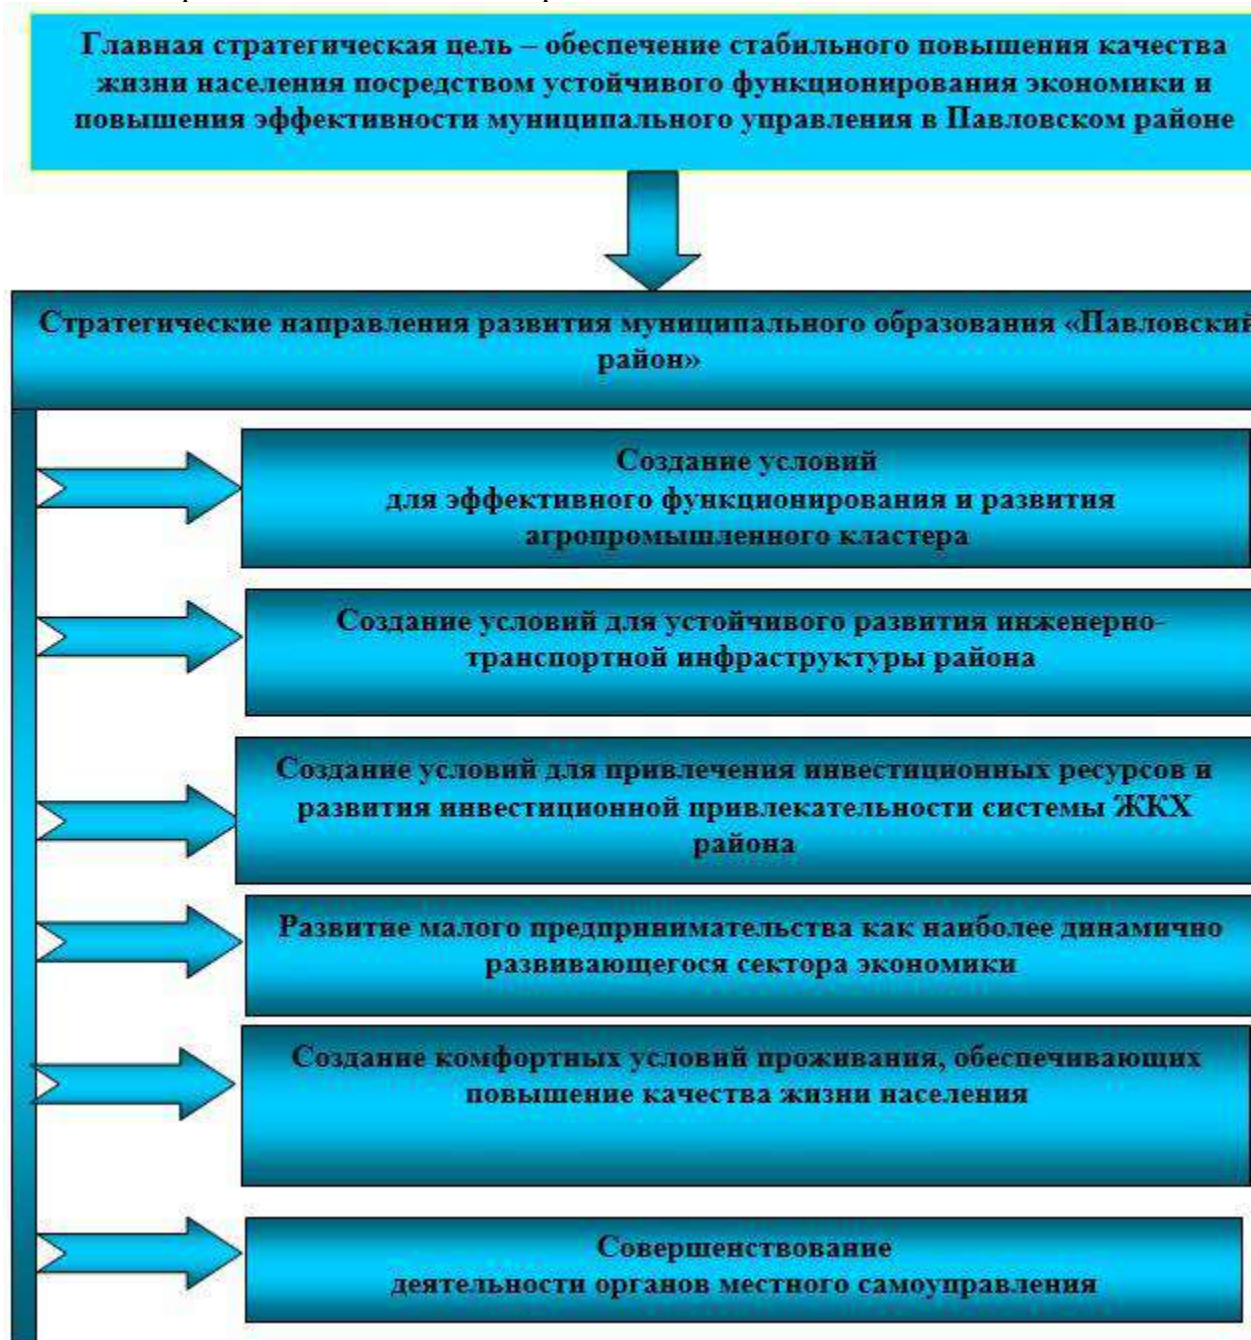 Главная стратегическая цель – обеспечение стабильного повышения качества
жизни населения посредством устойчивого функционирования экономики и
повышения эффективности муниципального управления в Павловском районе
Стратегические направления развития муниципального образования «Павловский
район»
Создание условий
для эффективного функционирования и развития
агропромышленного кластера
Создание условий для устойчивого развития инженерно-
транспортной инфраструктуры района
Создание условий для привлечения инвестиционных ресурсов и
развития инвестиционной привлекательности системы ЖКХ
района
Развитие малого предпринимательства как наиболее динамично
развивающегося сектора экономики
Создание комфортных условий проживания, обеспечивающих
повышение качества жизни населения
Совершенствование
деятельности органов местного самоуправления